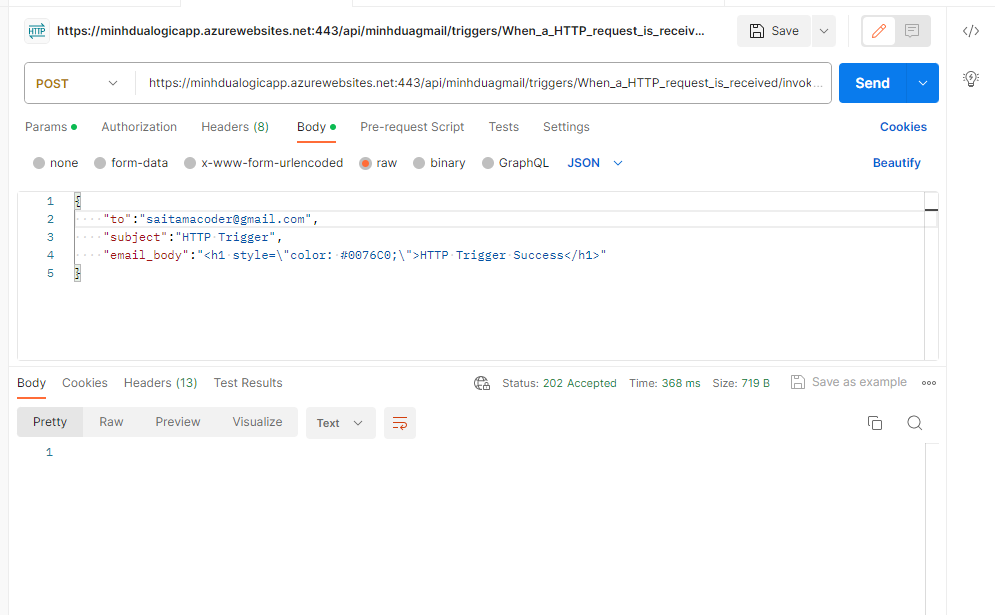 HTTP https://minhdualogicapp.azurewebsites.net:443/api/minhduagmail/triggers/When_a_HTTP_request_is_receiv... Save </>
POST https://minhdualogicapp.azurewebsites.net:443/api/minhduagmail/triggers/When_a_HTTP_request_is_received/invok... Send
Params Authorization Headers (8) Body Pre-request Script Tests Settings Cookies
none form-data x-www-form-urlencoded raw binary GraphQL JSON Beautify
1 {
2 "to":"saitamacoder@gmail.com",
3 "subject":"HTTP Trigger",
4 "email_body":"<h1 style=\"color: #0076C0;\">HTTP Trigger Success</h1>"
5 }
Body Cookies Headers (13) Test Results Status: 202 Accepted Time: 368 ms Size: 719 B Save as example
Pretty Raw Preview Visualize Text
1